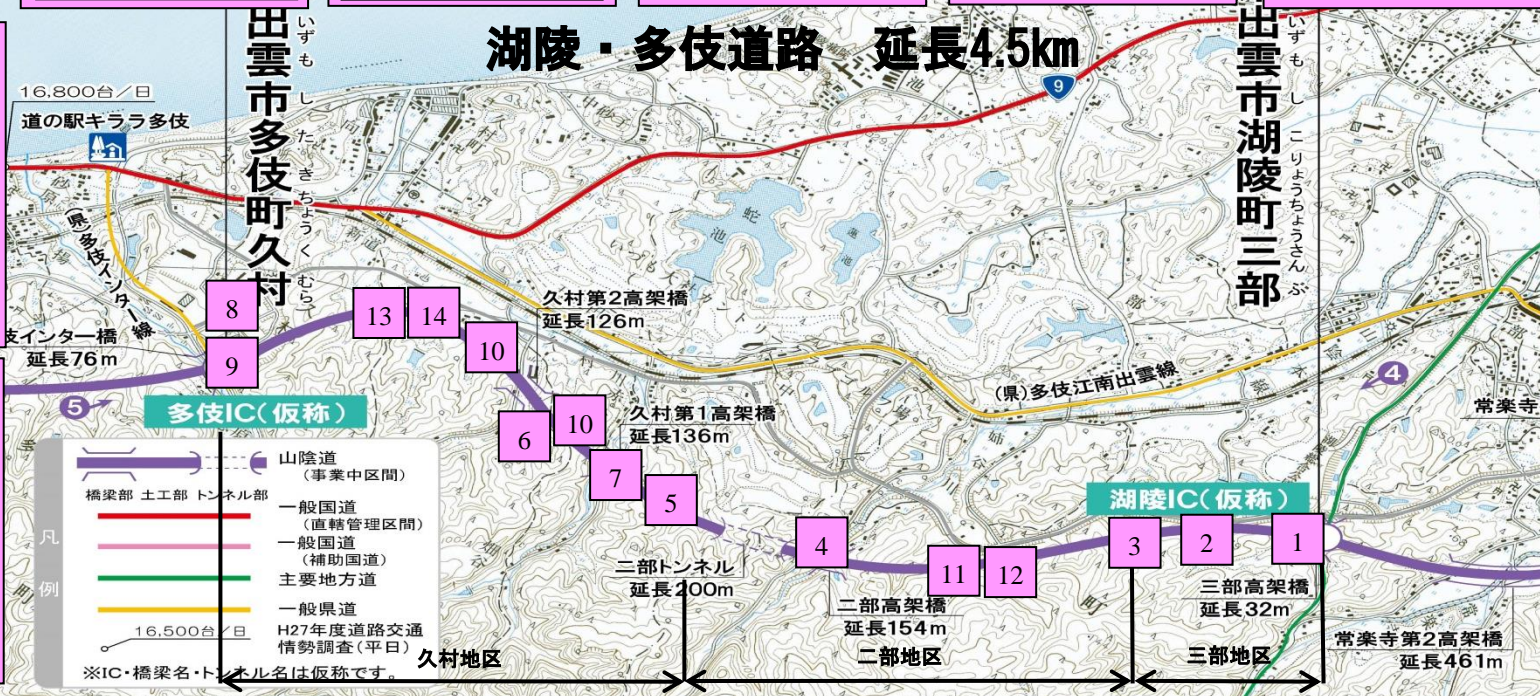 湖陵・多伎道路 延長4.5km
出雲市多伎町久村
いずもしたきちょうくむら
出雲市湖陵町三部
いずもしこりょうちょうさんぶ
16,800台/日
道の駅キララ多伎
9
(県)多伎インター線
蛇池
蓮池
久村第2高架橋
延長126m
(県)多伎江南出雲線
4
常楽寺
8
13
14
10
9
伎インター橋
延長76m
5
多伎IC(仮称)
6
10
久村第1高架橋
延長136m
7
5
湖陵IC(仮称)
4
11
12
3
2
1
二部トンネル
延長200m
二部高架橋
延長154m
三部高架橋
延長32m
常楽寺第2高架橋
延長461m
凡例
山陰道
(事業中区間)
橋梁部 土工部 トンネル部
一般国道
(直轄管理区間)
一般国道
(補助国道)
主要地方道
一般県道
16,500台/日
H27年度道路交通
情勢調査(平日)
※IC・橋梁名・トンネル名は仮称です。
久村地区
二部地区
三部地区